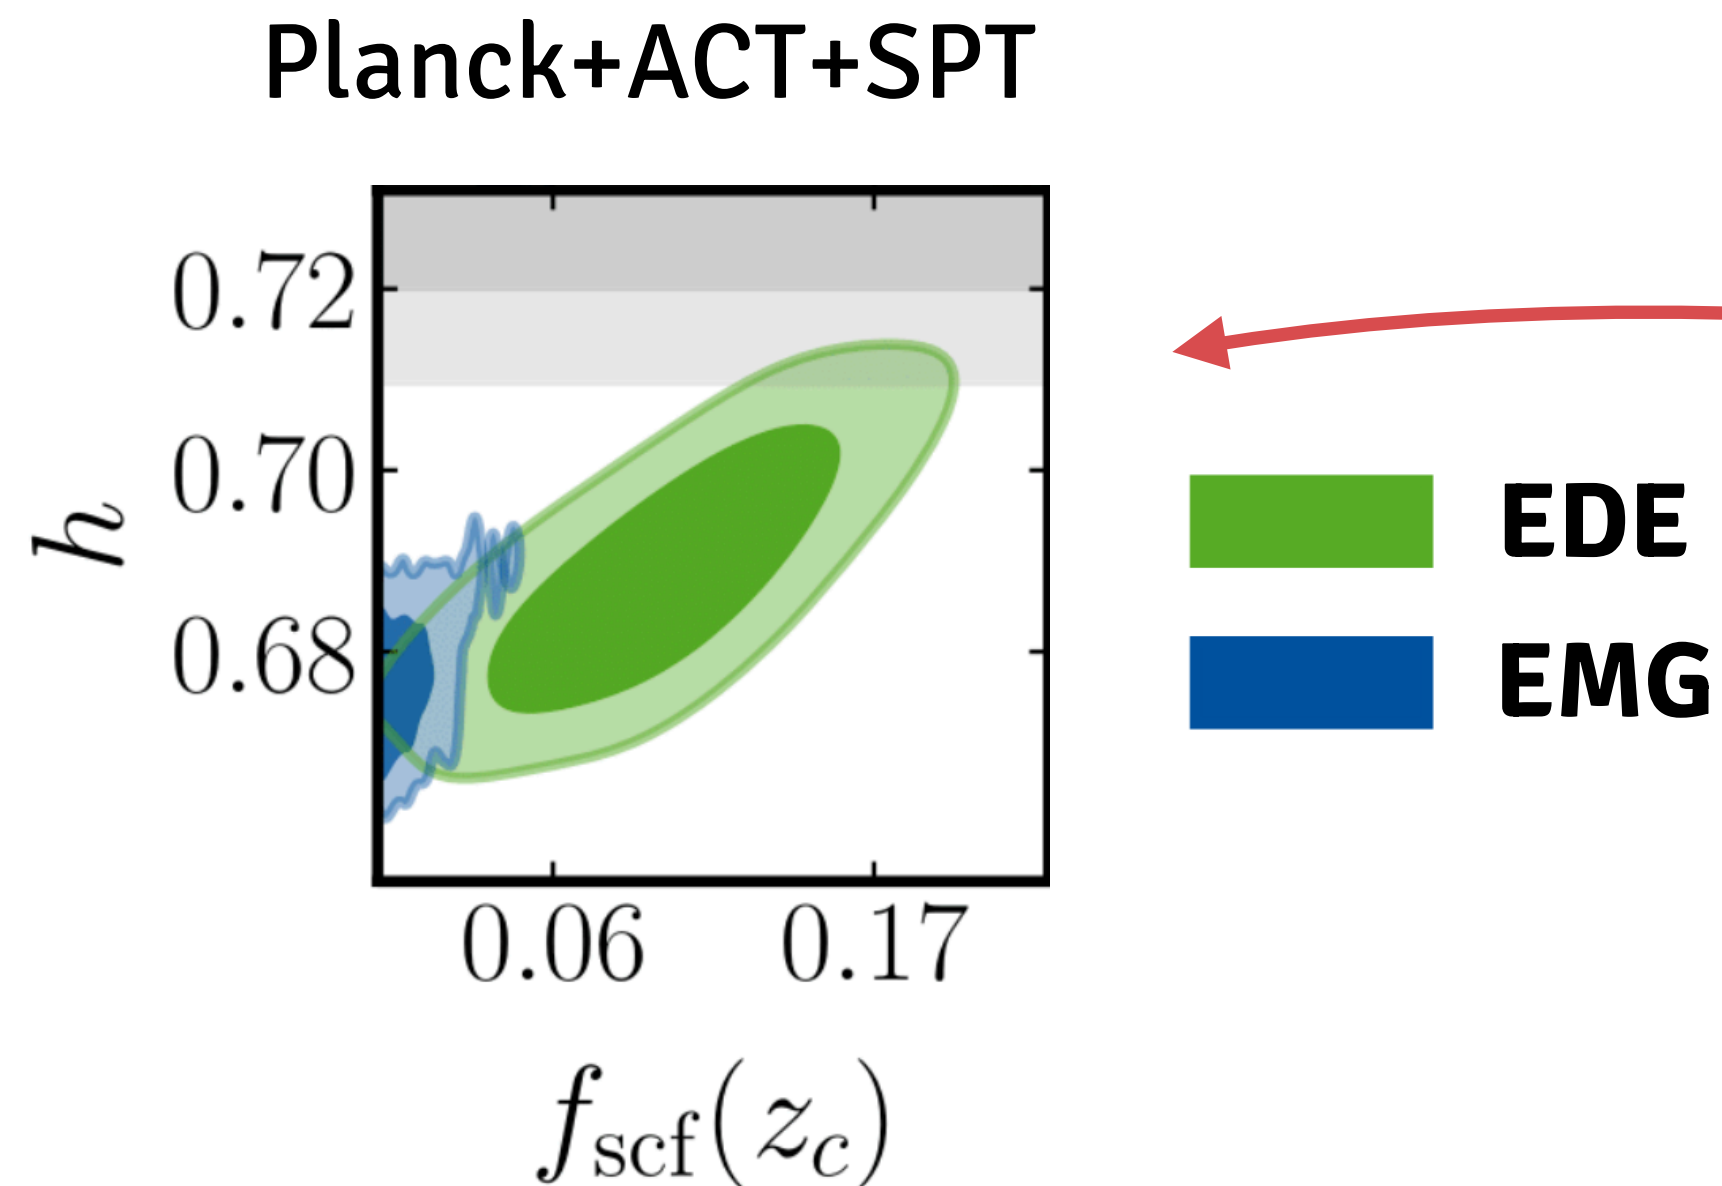 Planck+ACT+SPT
0.72
0.70
0.68
h
0.06 0.17
f_scf(z_c)
EDE
EMG